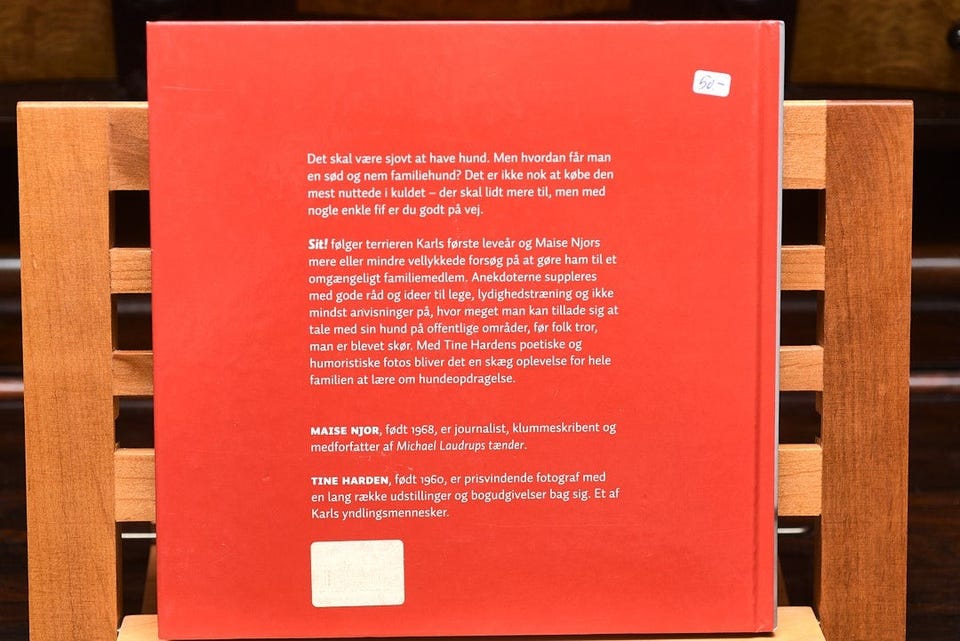 50,-
Det skal være sjovt at have hund. Men hvordan får man
en sød og nem familiehund? Det er ikke nok at købe den
mest nuttede i kuldet – der skal lidt mere til, men med
nogle enkle fif er du godt på vej.
Sit! følger terrieren Karls første leveår og Maise Njors
mere eller mindre vellykkede forsøg på at gøre ham til et
omgængeligt familiemedlem. Anekdoterne suppleres
med gode råd og ideer til lege, lydighedstræning og ikke
mindst anvisninger på, hvor meget man kan tillade sig at
tale med sin hund på offentlige områder, før folk tror,
man er blevet skør. Med Tine Hardens poetiske og
humoristiske fotos bliver det en skæg oplevelse for hele
familien at lære om hundeopdragelse.
MAISE NJOR, født 1968, er journalist, klummeskribent og
medforfatter af Michael Laudrups tænder.
TINE HARDEN, født 1960, er prisvindende fotograf med
en lang række udstillinger og bogudgivelser bag sig. Et af
Karls yndlingsmennesker.